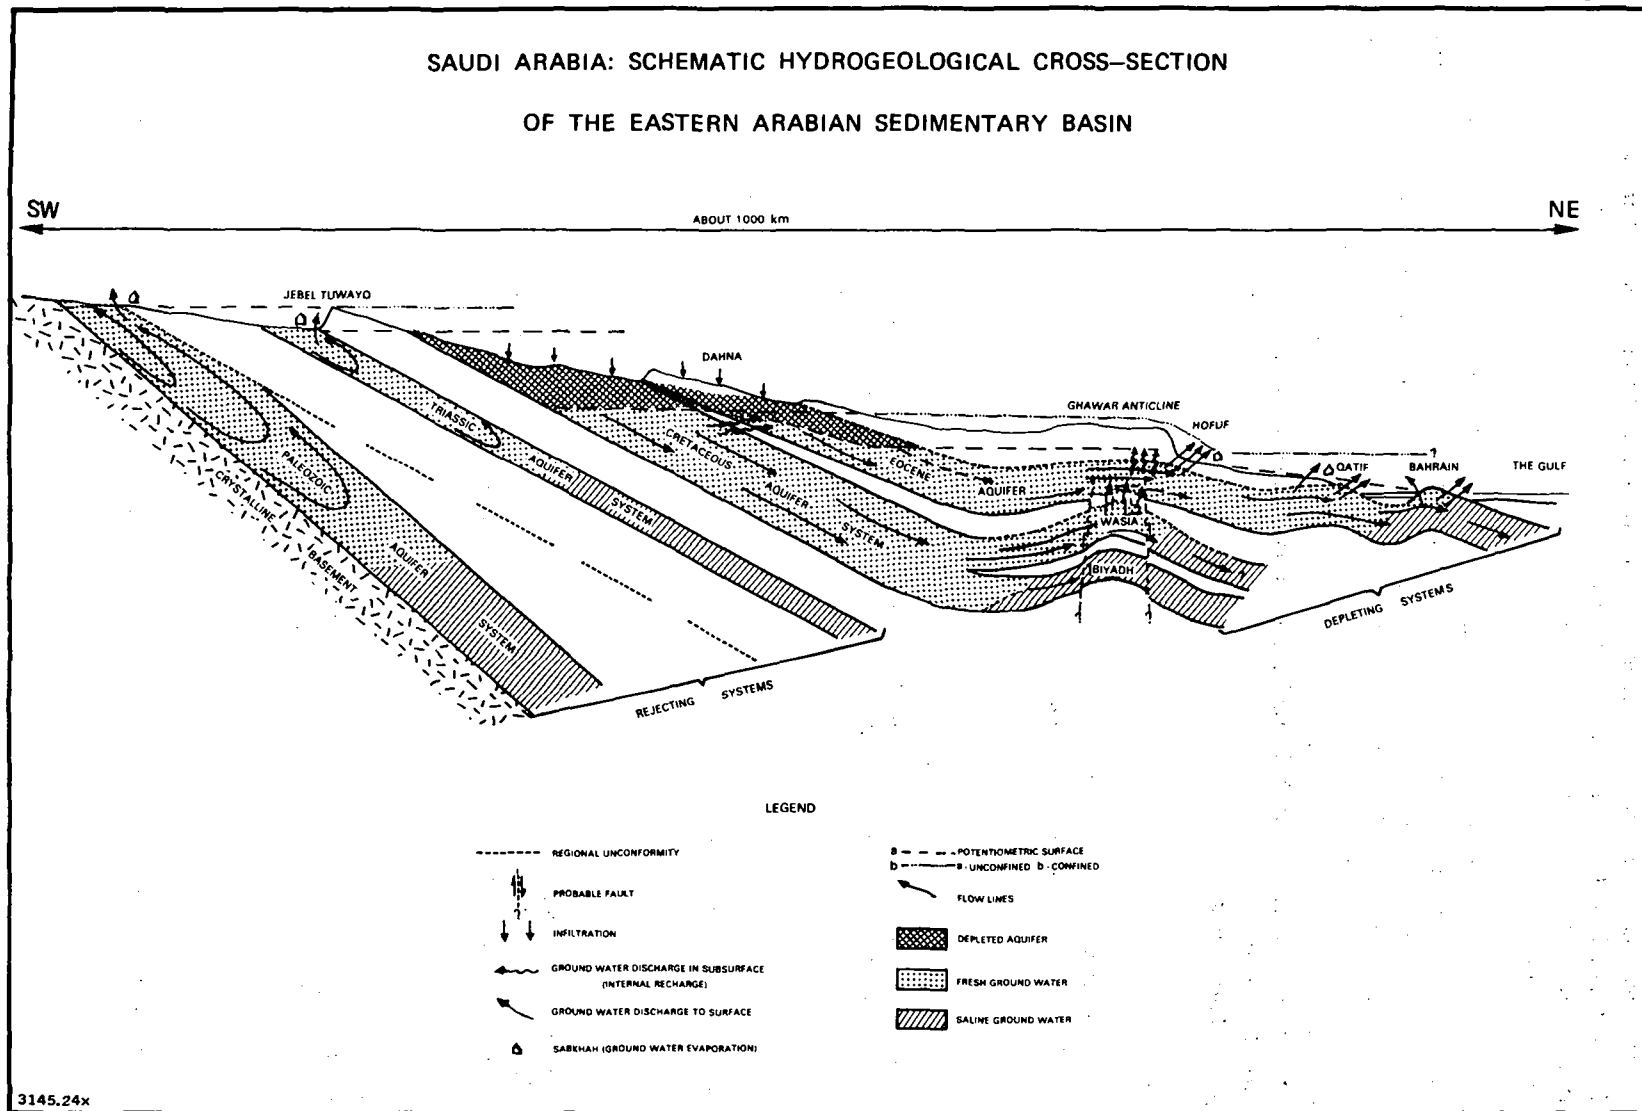 SAUDI ARABIA: SCHEMATIC HYDROGEOLOGICAL CROSS-SECTION
OF THE EASTERN ARABIAN SEDIMENTARY BASIN
SW
NE
ABOUT 1000 km
JEBEL TUWAYO
DAHNA
GHAWAR ANTICLINE
HOFUF
?
QATIF
BAHRAIN
THE GULF
TRIASSIC
AQUIFER
SYSTEM
CRETACEOUS
AQUIFER
SYSTEM
EOCENE
AQUIFER
WASIA
BIYADH
?
?
PALEOZOIC
AQUIFER
SYSTEM
CRYSTALLINE
BASEMENT
REJECTING SYSTEMS
DEPLETING SYSTEMS
LEGEND
REGIONAL UNCONFORMITY
PROBABLE FAULT
?
INFILTRATION
GROUND WATER DISCHARGE IN SUBSURFACE
(INTERNAL RECHARGE)
GROUND WATER DISCHARGE TO SURFACE
SABKHAH (GROUND WATER EVAPORATION)
a POTENTIOMETRIC SURFACE
b a - UNCONFINED b - CONFINED
FLOW LINES
DEPLETED AQUIFER
FRESH GROUND WATER
SALINE GROUND WATER
3145.24x